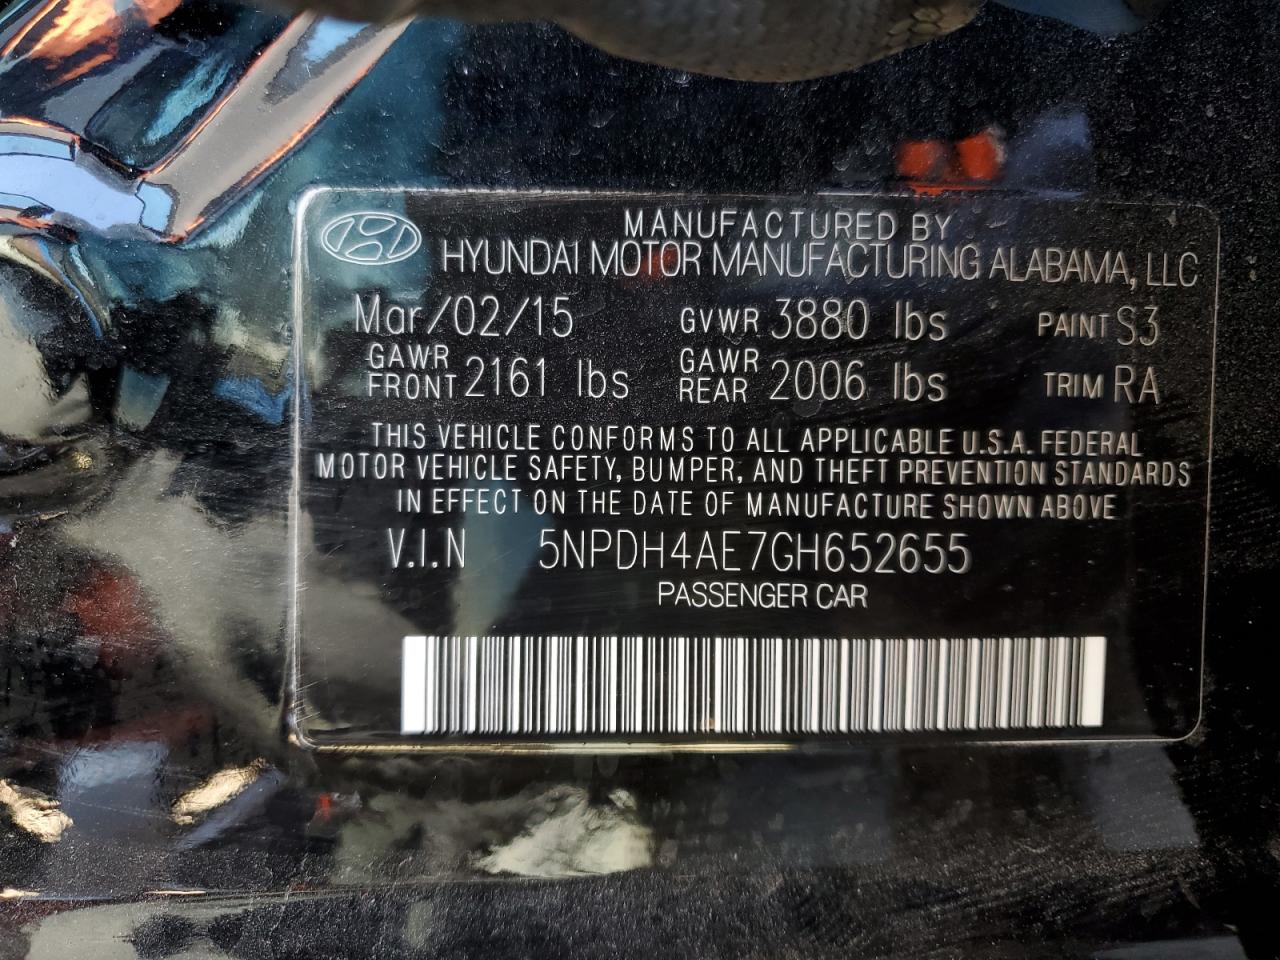 MANUFACTURED BY
HYUNDAI MOTOR MANUFACTURING ALABAMA, LLC
Mar/02/15 GVWR 3880 lbs PAINT S3
GAWR FRONT 2161 lbs GAWR REAR 2006 lbs TRIM RA
THIS VEHICLE CONFORMS TO ALL APPLICABLE U.S.A. FEDERAL
MOTOR VEHICLE SAFETY, BUMPER, AND THEFT PREVENTION STANDARDS
IN EFFECT ON THE DATE OF MANUFACTURE SHOWN ABOVE
V.I.N 5NPDH4AE7GH652655
PASSENGER CAR